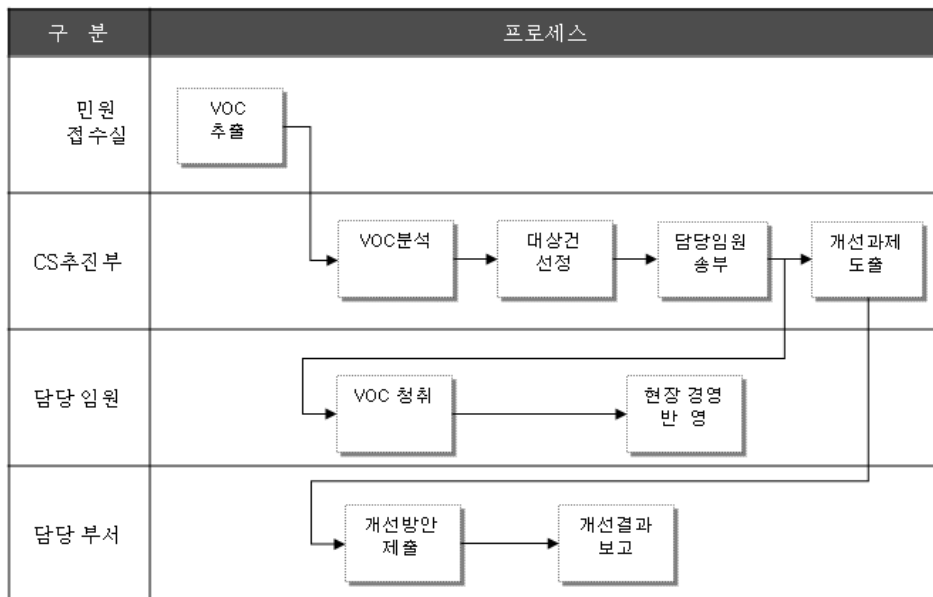 구 분
프로세스
민원
접수실
VOC
추출
CS추진부
VOC분석
대상건
선정
담당임원
송부
개선과제
도출
담당 임원
VOC 청취
현장 경영
반 영
담당 부서
개선방안
제출
개선결과
보고